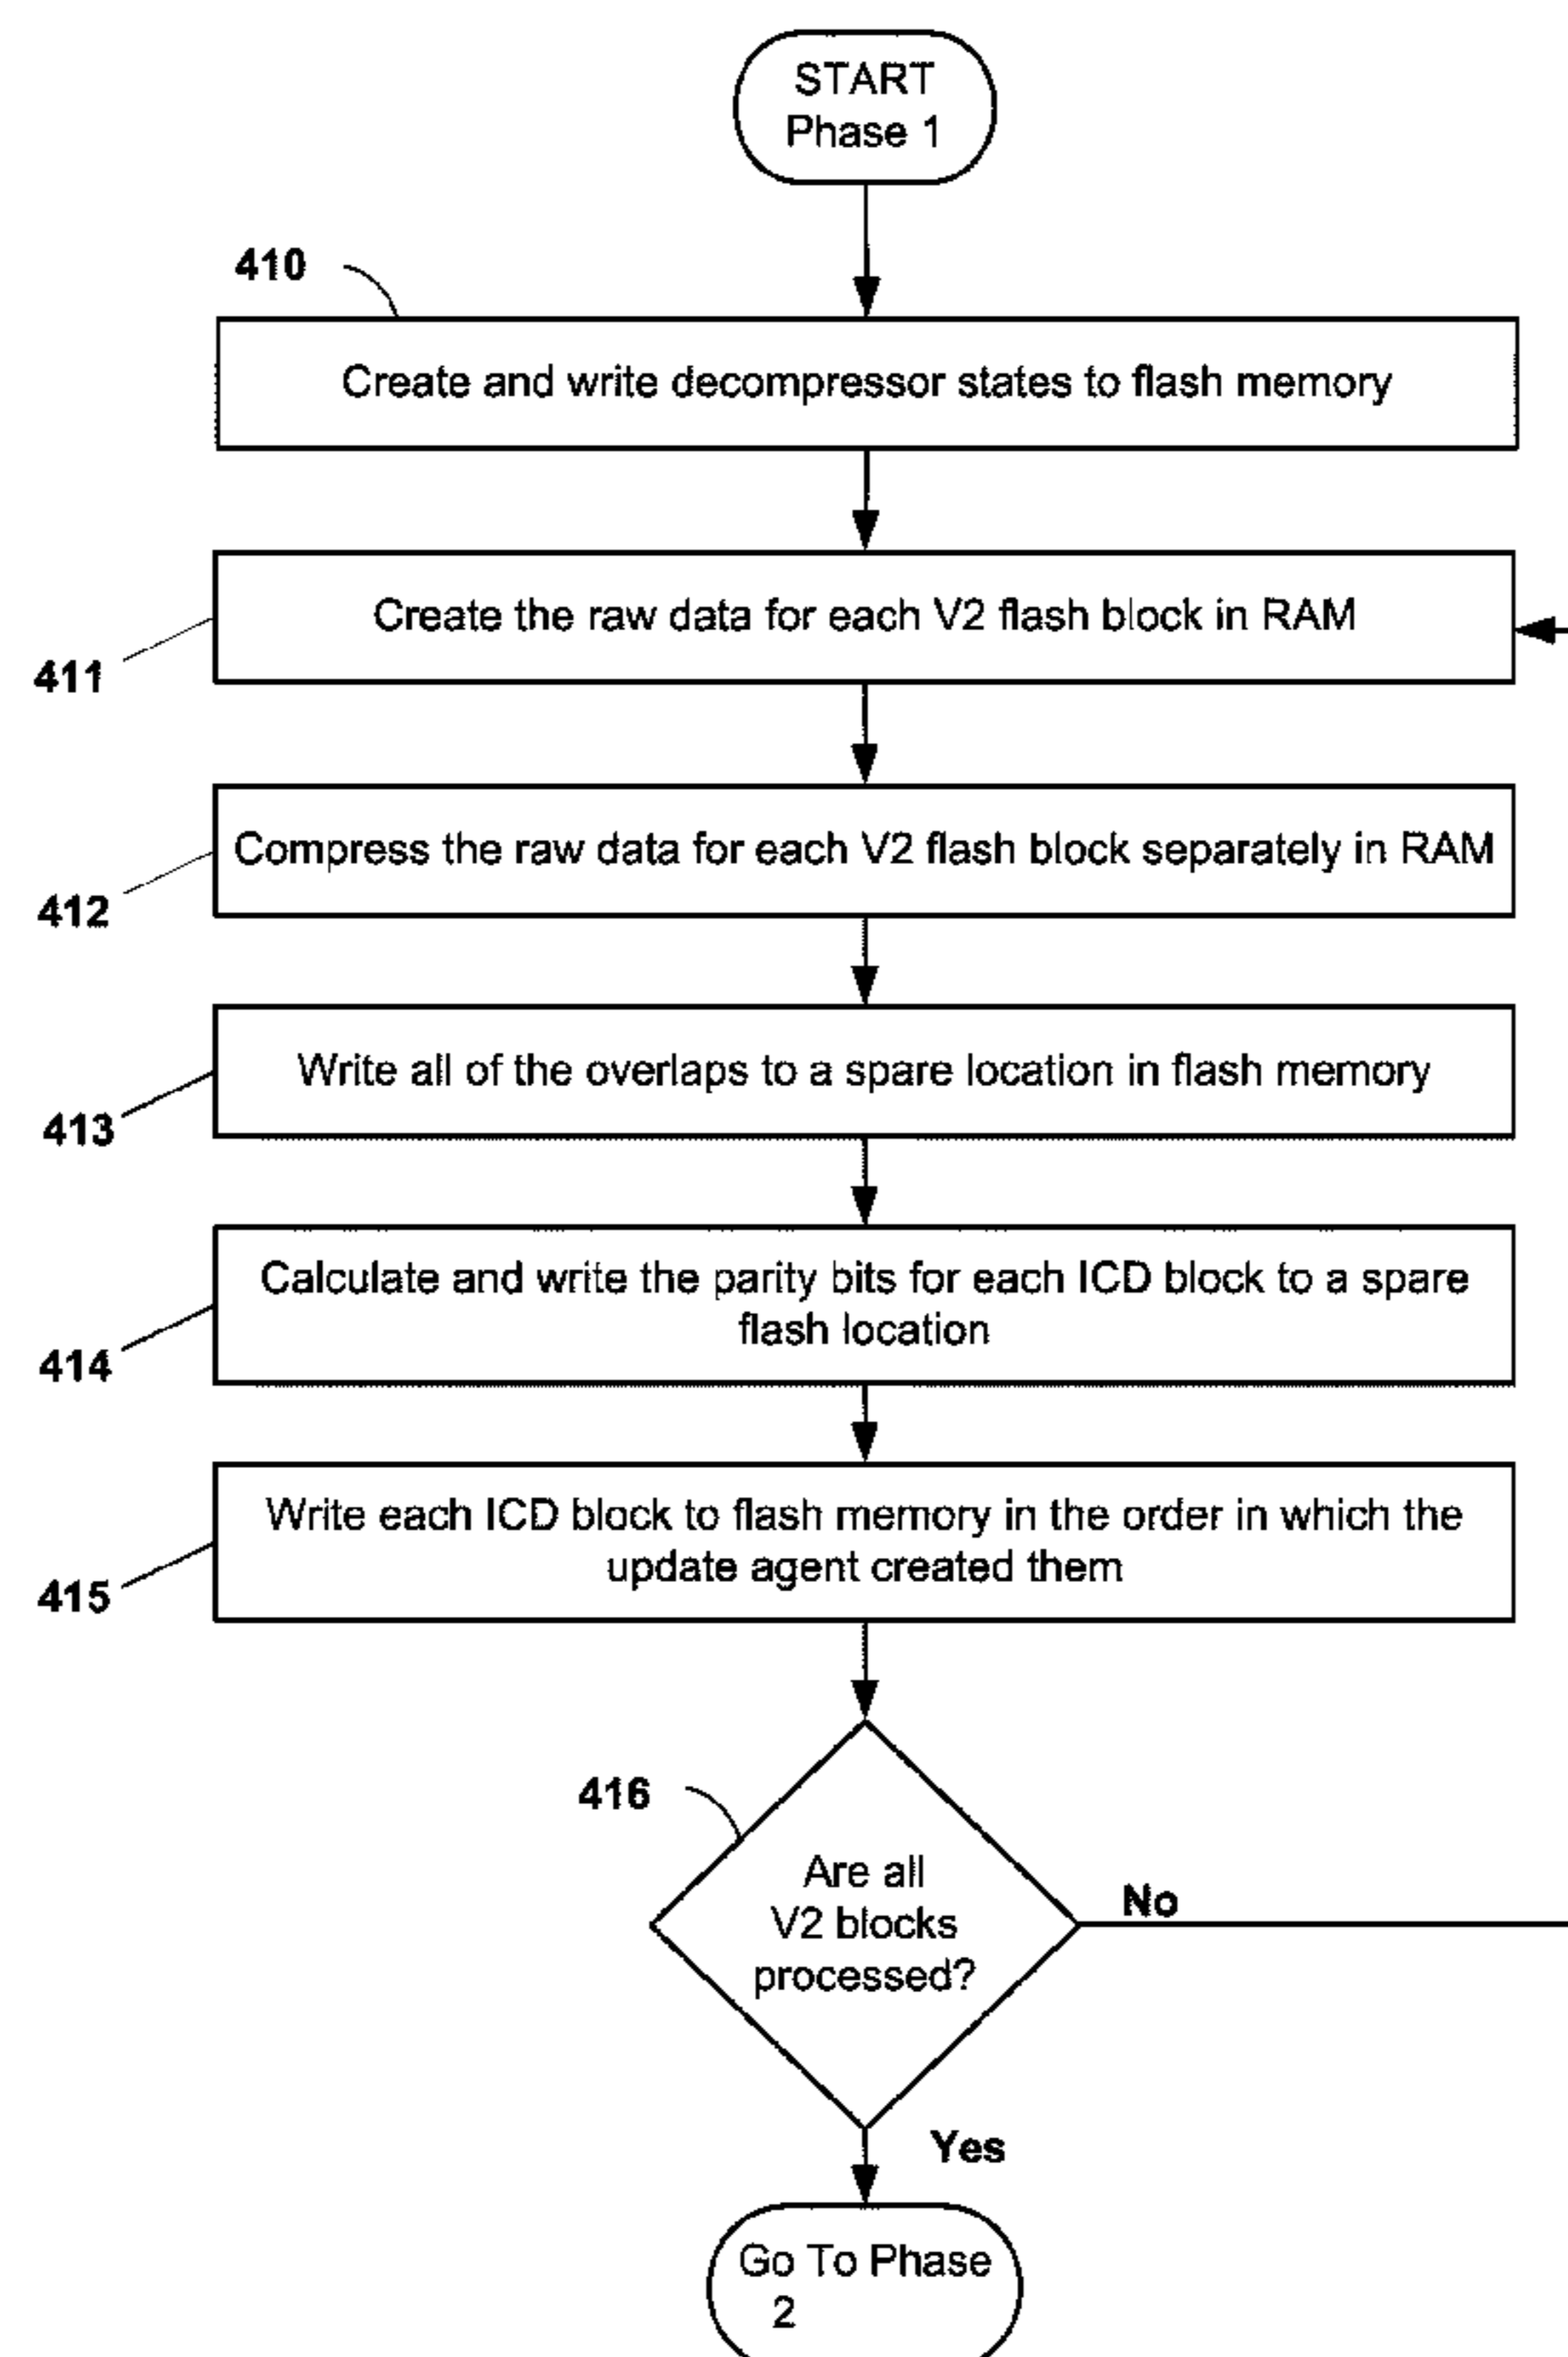 START
Phase 1
410
Create and write decompressor states to flash memory
Create the raw data for each V2 flash block in RAM
411
Compress the raw data for each V2 flash block separately in RAM
412
Write all of the overlaps to a spare location in flash memory
413
Calculate and write the parity bits for each ICD block to a spare
flash location
414
Write each ICD block to flash memory in the order in which the
update agent created them
415
416
Are all
V2 blocks
processed?
No
Yes
Go To Phase
2